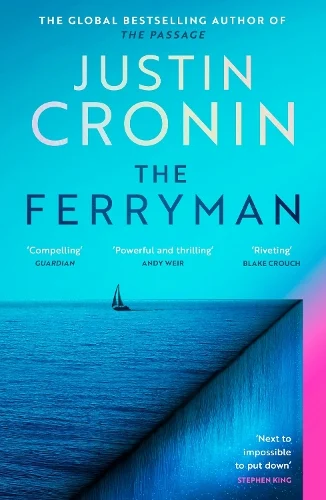 THE GLOBAL BESTSELLING AUTHOR OF
THE PASSAGE
JUSTIN
CRONIN
THE
FERRYMAN
‘Compelling’
GUARDIAN
‘Powerful and thrilling’
ANDY WEIR
‘Riveting’
BLAKE CROUCH
‘Next to
impossible
to put down’
STEPHEN KING